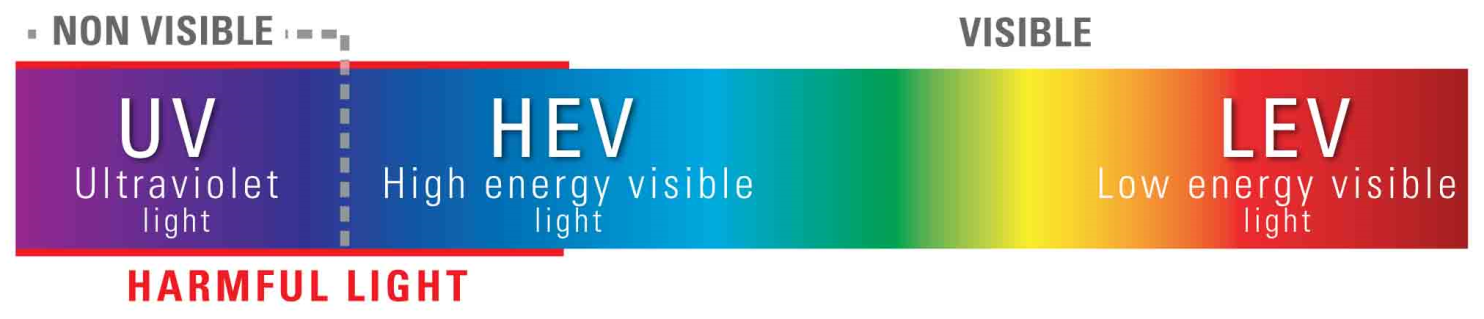 NON VISIBLE
VISIBLE
UV
Ultraviolet
light
HEV
High energy visible
light
LEV
Low energy visible
light
HARMFUL LIGHT